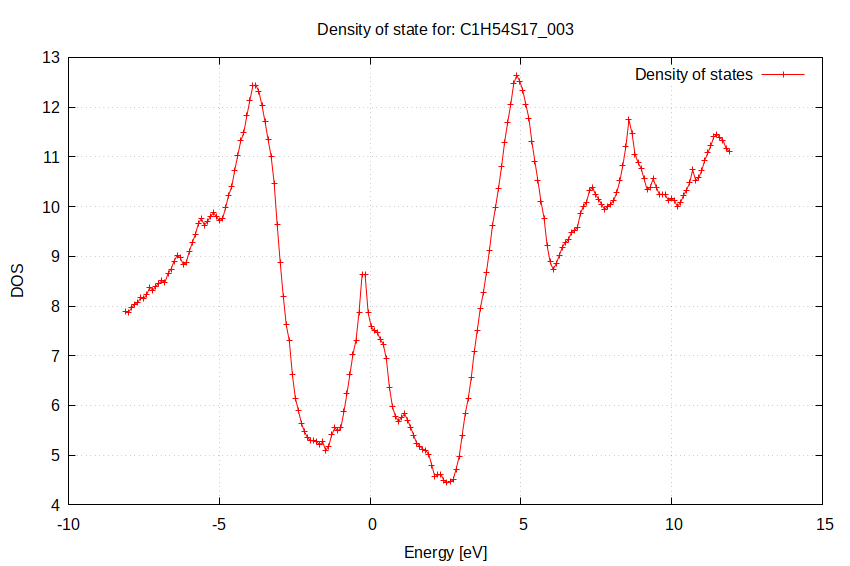 Density of state for: C1H54S17_003
Density of states
13
12
11
10
9
8
7
6
5
4
DOS
-10 -5 0 5 10 15
Energy [eV]